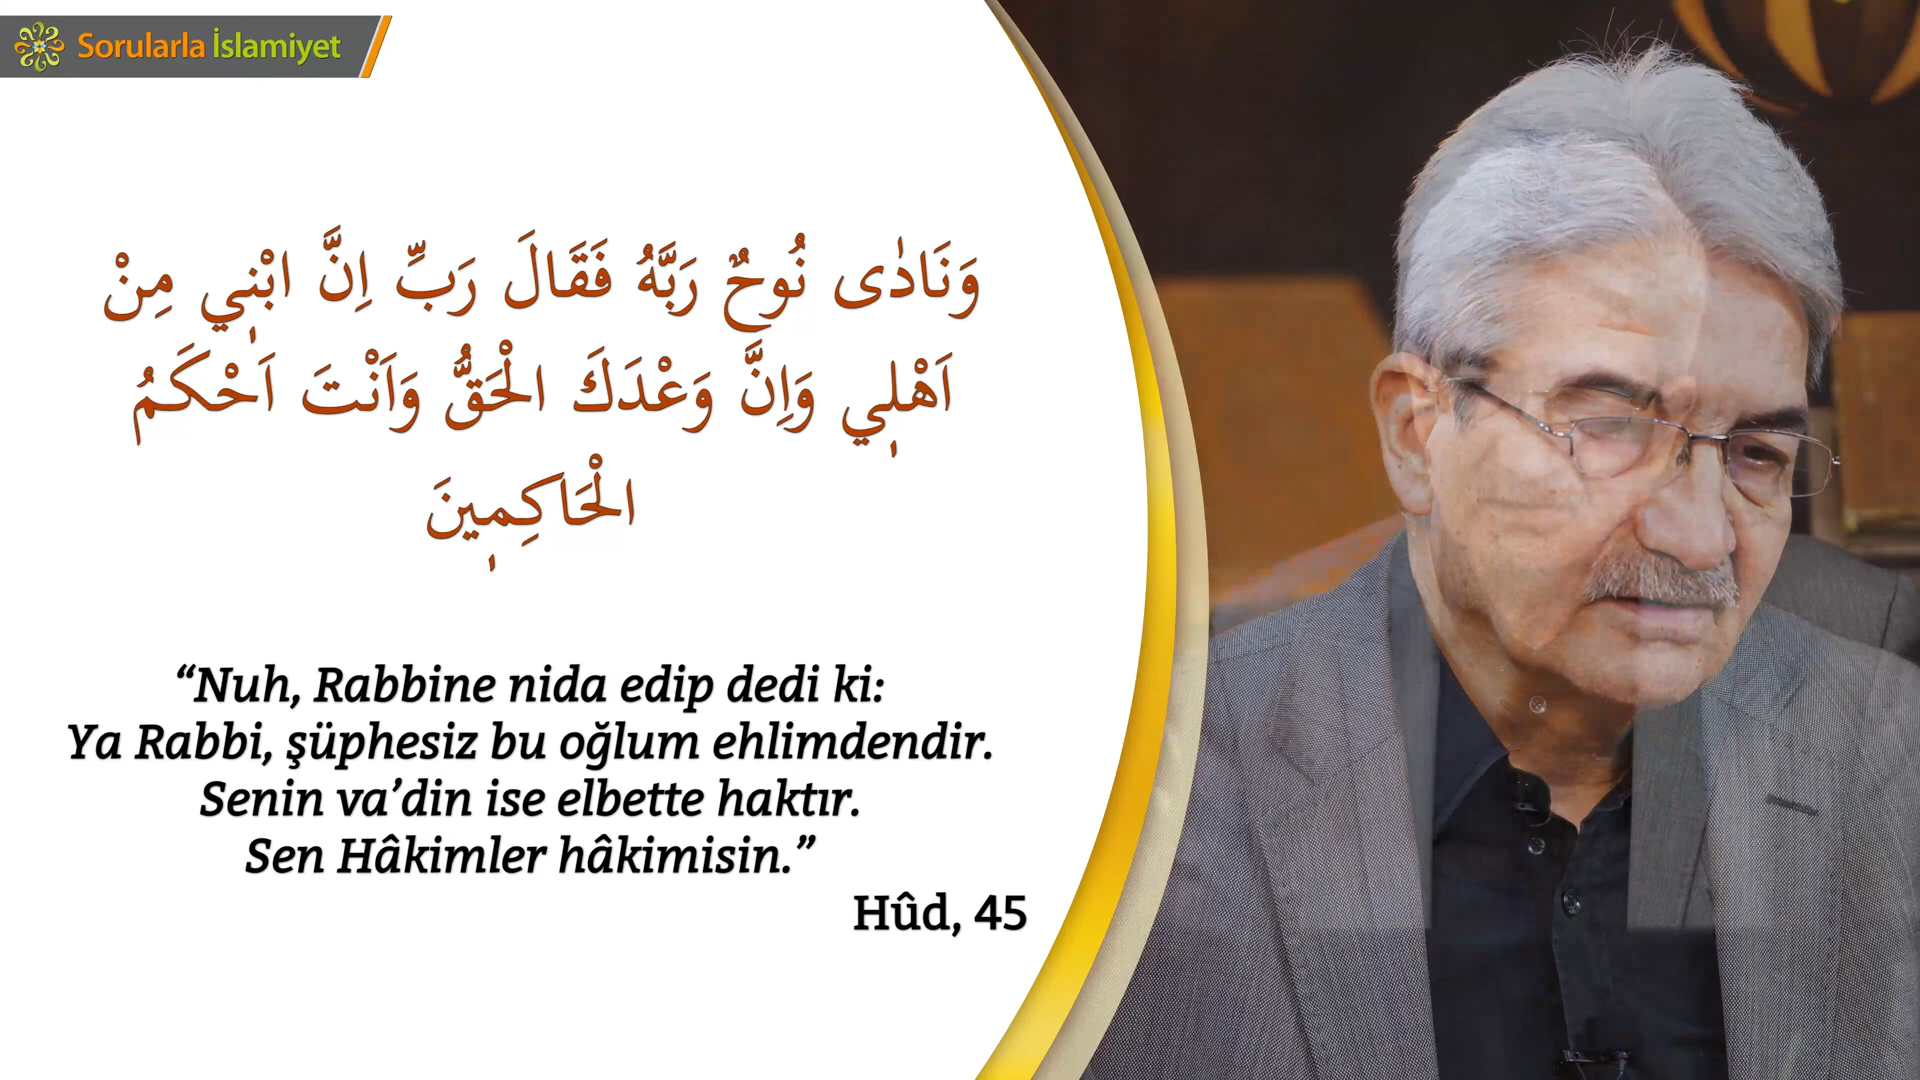 Sorularla İslamiyet
وَنَادٰى نُوحٌ رَبَّهُ فَقَالَ رَبِّ اِنَّ ابْنٖي مِنْ
اَهْلٖي وَاِنَّ وَعْدَكَ الْحَقُّ وَاَنْتَ اَحْكَمُ
الْحَاكِمٖينَ
“Nuh, Rabbine nida edip dedi ki:
Ya Rabbi, şüphesiz bu oğlum ehlimdendir.
Senin va’din ise elbette haktır.
Sen Hâkimler hâkimisin.”
Hûd, 45